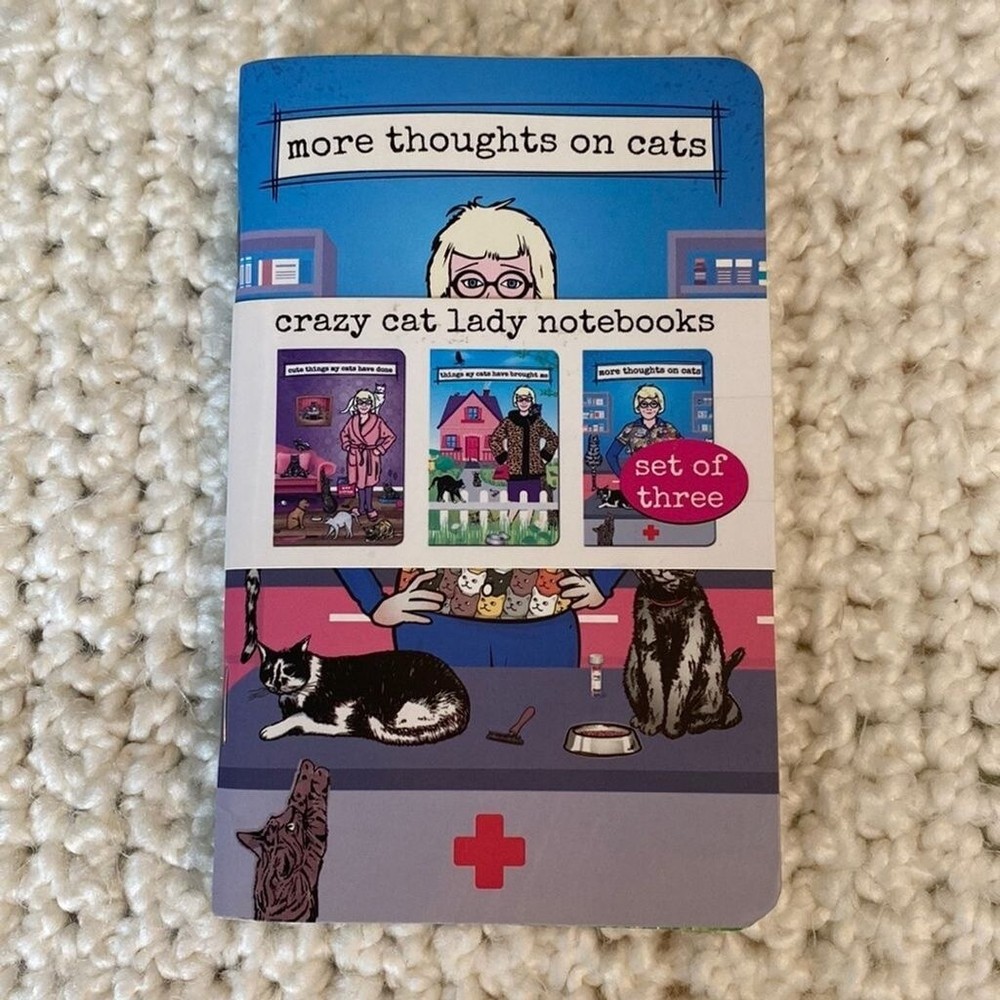 more thoughts on cats
crazy cat lady notebooks
cute things my cats have done
things my cats have brought me
more thoughts on cats
set of
three